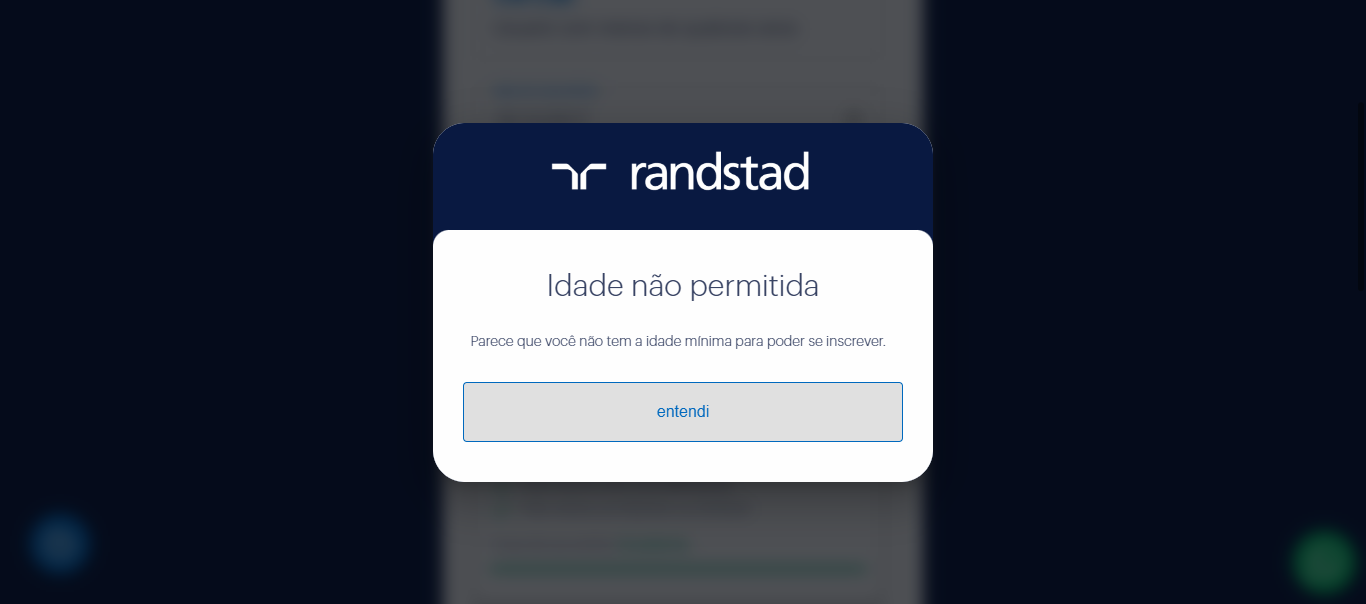 randstad
Idade não permitida
Parece que você não tem a idade mínima para poder se inscrever.
entendi